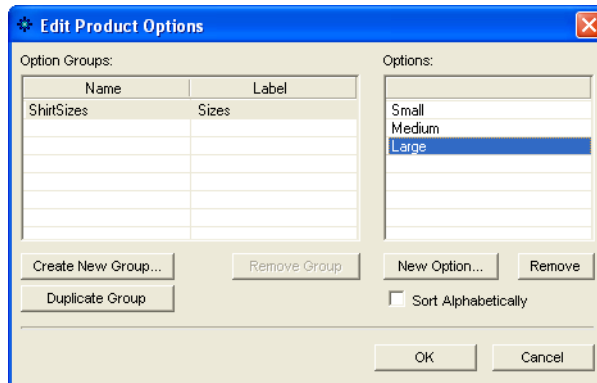 Edit Product Options
Option Groups:
Options:
Name Label
ShirtSizes Sizes
Small
Medium
Large
Create New Group... Remove Group New Option... Remove
Duplicate Group Sort Alphabetically
OK Cancel